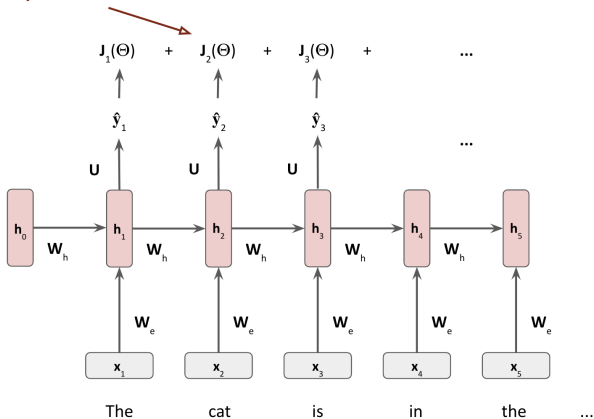 J₁(Θ) + J₂(Θ) + J₃(Θ) + ...
ŷ₁ ŷ₂ ŷ₃ ...
U U U
h₀ h₁ h₂ h₃ h₄ h₅
Wₕ Wₕ Wₕ Wₕ Wₕ
Wₑ Wₑ Wₑ Wₑ Wₑ
x₁ x₂ x₃ x₄ x₅
The cat is in the ...